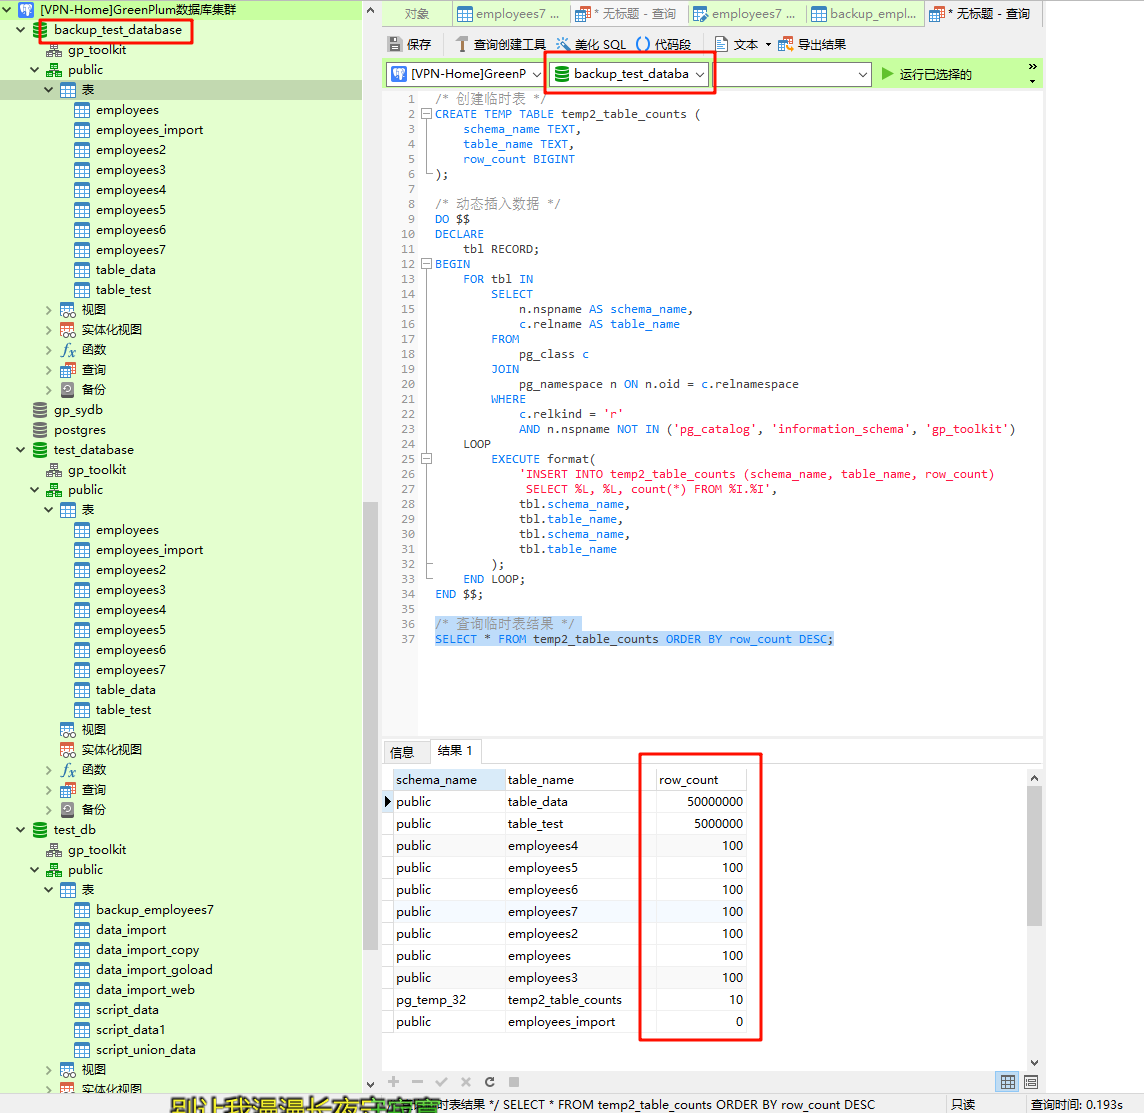 [VPN-Home]GreenPlum数据库集群
backup_test_database
gp_toolkit
public
表
employees
employees_import
employees2
employees3
employees4
employees5
employees6
employees7
table_data
table_test
视图
实体化视图
函数
查询
备份
gp_sydb
postgres
test_database
gp_toolkit
public
表
employees
employees_import
employees2
employees3
employees4
employees5
employees6
employees7
table_data
table_test
视图
实体化视图
函数
查询
备份
test_db
gp_toolkit
public
表
backup_employees7
data_import
data_import_copy
data_import_goload
data_import_web
script_data
script_data1
script_union_data
视图
实体化视图
对象 employees7 ... * 无标题 - 查询 employees7 ... backup_empl... * 无标题 - 查询
保存 查询创建工具 美化 SQL () 代码段 文本 导出结果
[VPN-Home]GreenP backup_test_databa 运行已选择的
1 /* 创建临时表 */
2 CREATE TEMP TABLE temp2_table_counts (
3 schema_name TEXT,
4 table_name TEXT,
5 row_count BIGINT
6 );
7
8 /* 动态插入数据 */
9 DO $$
10 DECLARE
11 tbl RECORD;
12 BEGIN
13 FOR tbl IN
14 SELECT
15 n.nspname AS schema_name,
16 c.relname AS table_name
17 FROM
18 pg_class c
19 JOIN
20 pg_namespace n ON n.oid = c.relnamespace
21 WHERE
22 c.relkind = 'r'
23 AND n.nspname NOT IN ('pg_catalog', 'information_schema', 'gp_toolkit')
24 LOOP
25 EXECUTE format(
26 'INSERT INTO temp2_table_counts (schema_name, table_name, row_count)
27 SELECT %L, %L, count(*) FROM %I.%I',
28 tbl.schema_name,
29 tbl.table_name,
30 tbl.schema_name,
31 tbl.table_name
32 );
33 END LOOP;
34 END $$;
35
36 /* 查询临时表结果 */
37 SELECT * FROM temp2_table_counts ORDER BY row_count DESC;
信息 结果 1
schema_name table_name row_count
public table_data 50000000
public table_test 5000000
public employees4 100
public employees5 100
public employees6 100
public employees7 100
public employees2 100
public employees 100
public employees3 100
pg_temp_32 temp2_table_counts 10
public employees_import 0
时表结果 */ SELECT * FROM temp2_table_counts ORDER BY row_count DESC 只读 查询时间: 0.193s